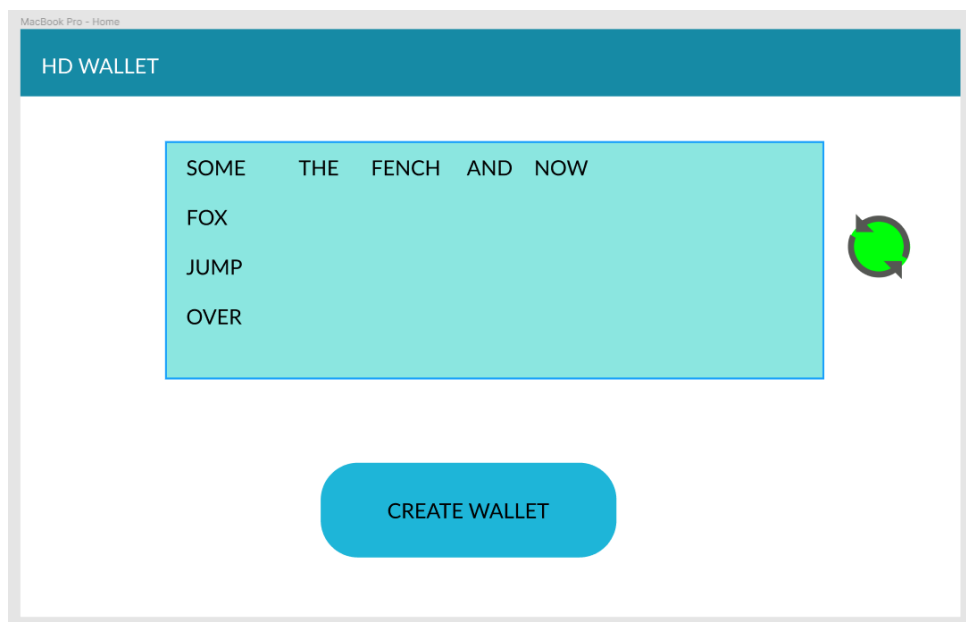 MacBook Pro - Home
HD WALLET
SOME THE FENCH AND NOW
FOX
JUMP
OVER
CREATE WALLET